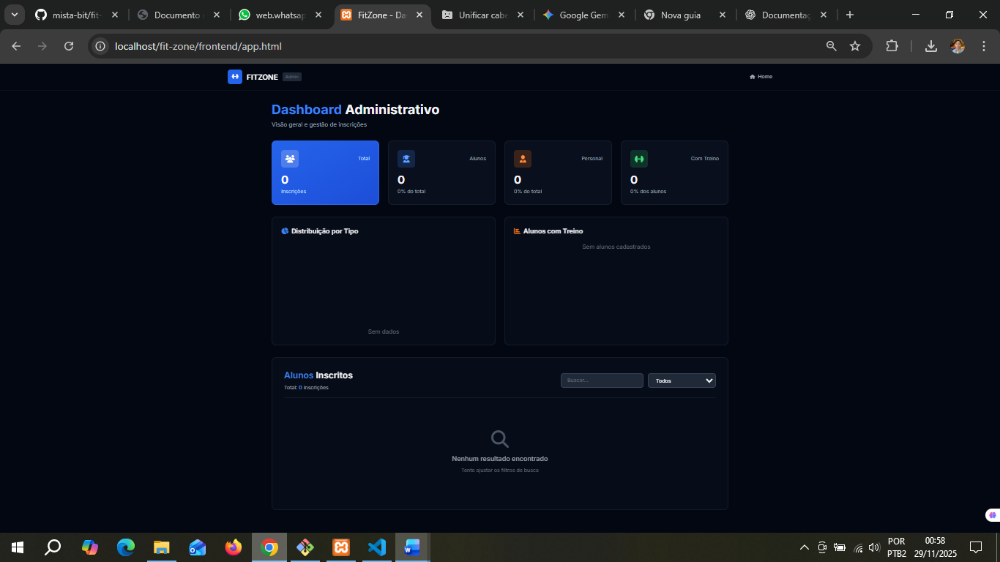 mista-bit/fit-
Documento
web.whatsap
FitZone - Da
Unificar cabe
Google Gem
Nova guia
Documentaç
localhost/fit-zone/frontend/app.html
FITZONE Admin
Home
Dashboard Administrativo
Visão geral e gestão de inscrições
Total
0
Inscrições
Alunos
0
0% do total
Personal
0
0% do total
Com Treino
0
0% dos alunos
Distribuição por Tipo
Sem dados
Alunos com Treino
Sem alunos cadastrados
Alunos Inscritos
Total: 0 inscrições
Buscar...
Todos
Nenhum resultado encontrado
Tente ajustar os filtros de busca
POR
PTB2
00:58
29/11/2025